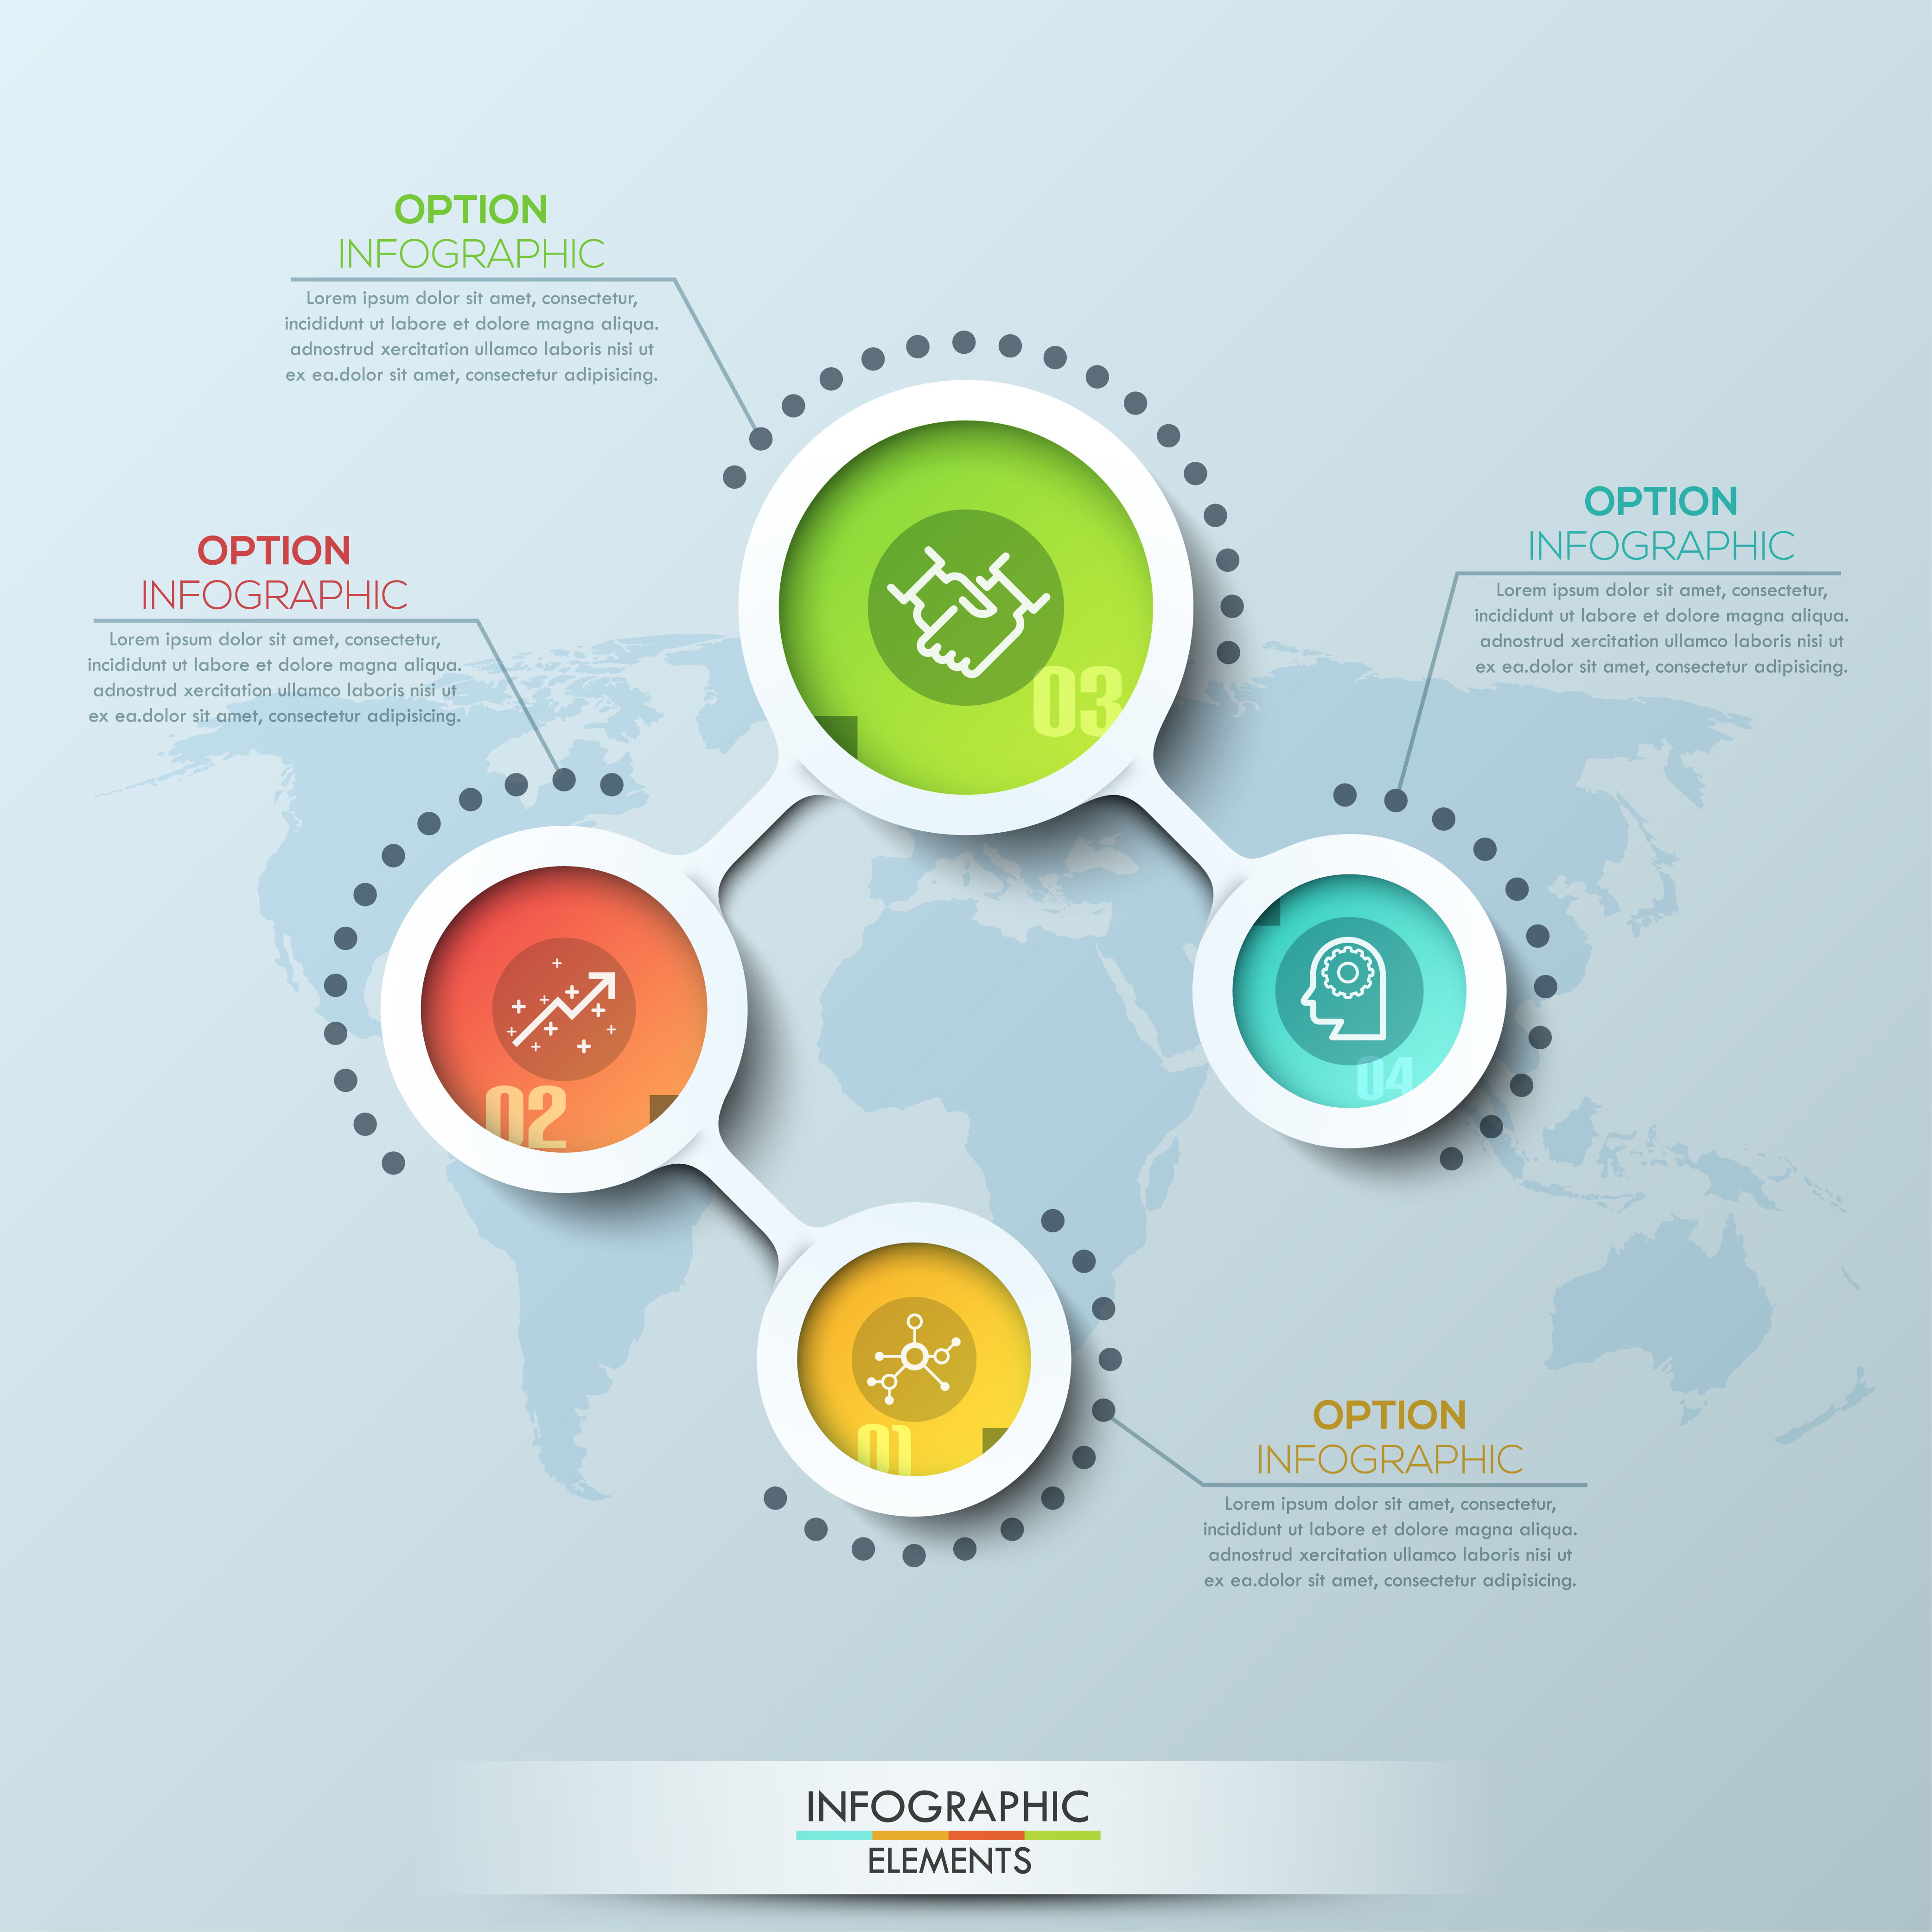 OPTION
INFOGRAPHIC
Lorem ipsum dolor sit amet, consectetur,
incididunt ut labore et dolore magna aliqua.
adnostrud xercitation ullamco laboris nisi ut
ex ea.dolor sit amet, consectetur adipisicing.
OPTION
INFOGRAPHIC
Lorem ipsum dolor sit amet, consectetur,
incididunt ut labore et dolore magna aliqua.
adnostrud xercitation ullamco laboris nisi ut
ex ea.dolor sit amet, consectetur adipisicing.
OPTION
INFOGRAPHIC
Lorem ipsum dolor sit amet, consectetur,
incididunt ut labore et dolore magna aliqua.
adnostrud xercitation ullamco laboris nisi ut
ex ea.dolor sit amet, consectetur adipisicing.
03
04
02
01
OPTION
INFOGRAPHIC
Lorem ipsum dolor sit amet, consectetur,
incididunt ut labore et dolore magna aliqua.
adnostrud xercitation ullamco laboris nisi ut
ex ea.dolor sit amet, consectetur adipisicing.
INFOGRAPHIC
ELEMENTS